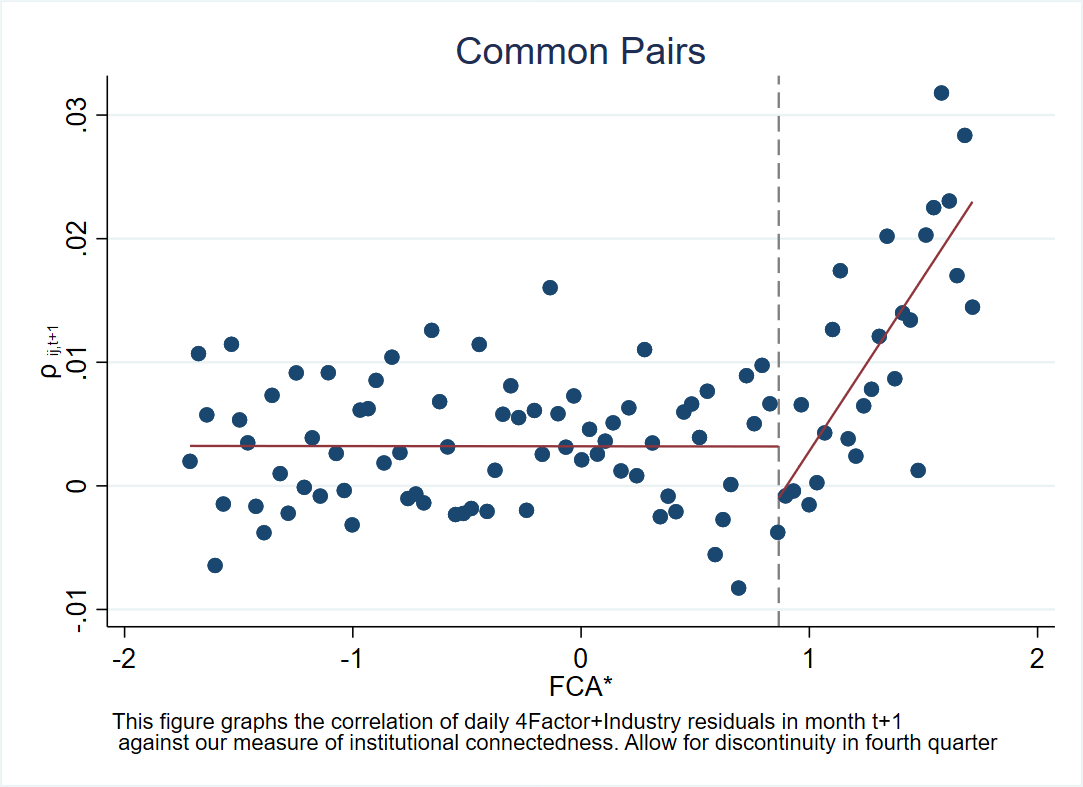 Common Pairs
.03
.02
.01
0
-.01
ρ ij,t+1
-2 -1 0 1 2
FCA*
This figure graphs the correlation of daily 4Factor+Industry residuals in month t+1
against our measure of institutional connectedness. Allow for discontinuity in fourth quarter